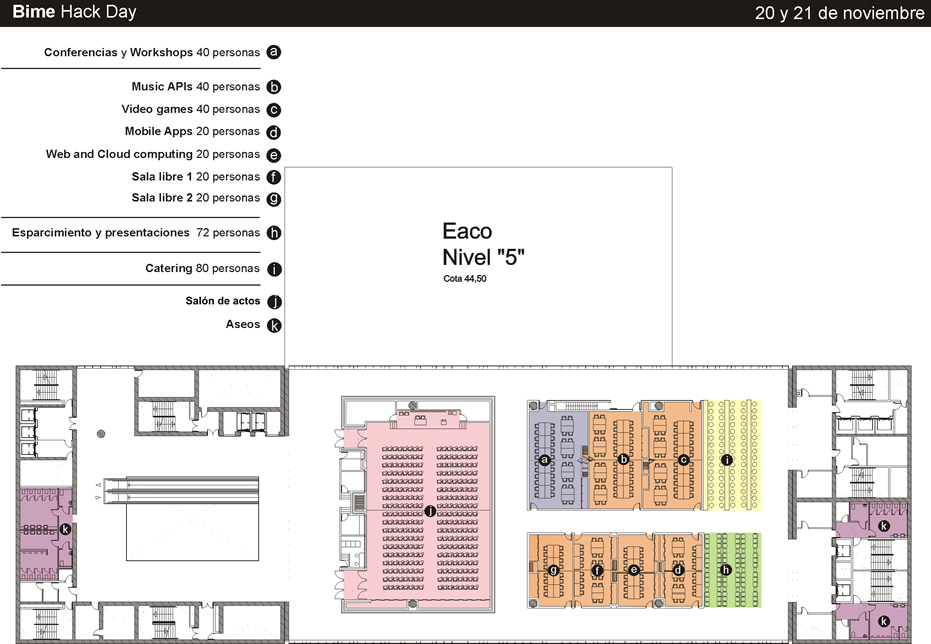 Bime Hack Day
20 y 21 de noviembre
Conferencias y Workshops 40 personas a
Music APIs 40 personas b
Video games 40 personas c
Mobile Apps 20 personas d
Web and Cloud computing 20 personas e
Sala libre 1 20 personas f
Sala libre 2 20 personas g
Esparcimiento y presentaciones 72 personas h
Catering 80 personas i
Salón de actos j
Aseos k
Eaco
Nivel "5"
Cota 44,50
a b c i
j
k k
g f e d h
k